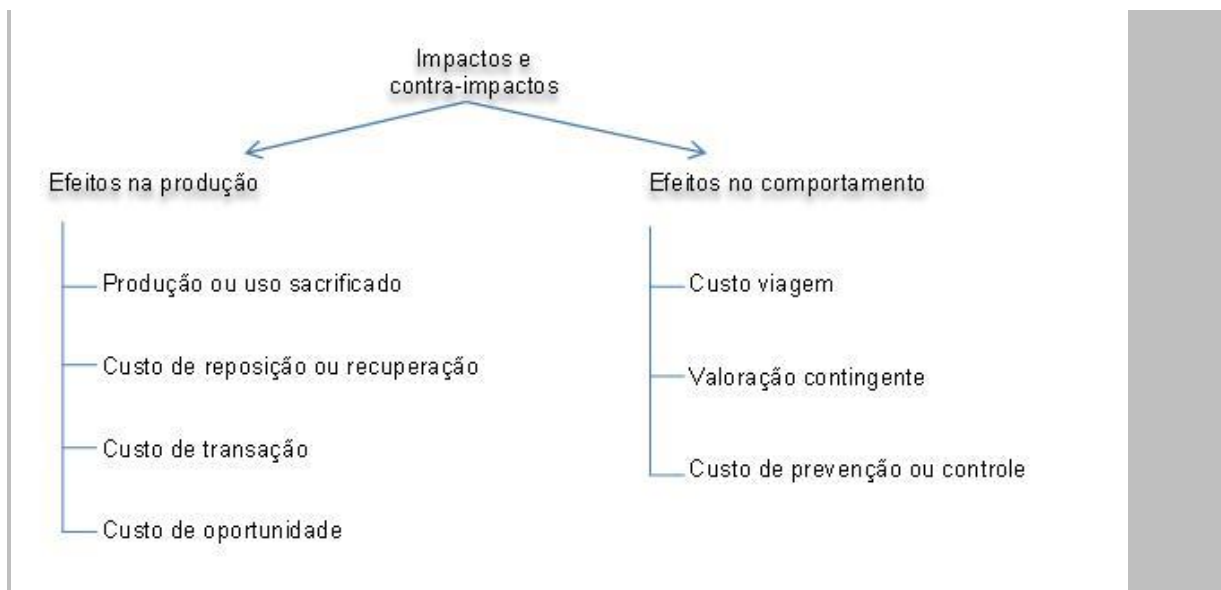 Impactos e
contra-impactos
Efeitos na produção
Produção ou uso sacrificado
Custo de reposição ou recuperação
Custo de transação
Custo de oportunidade
Efeitos no comportamento
Custo viagem
Valoração contingente
Custo de prevenção ou controle